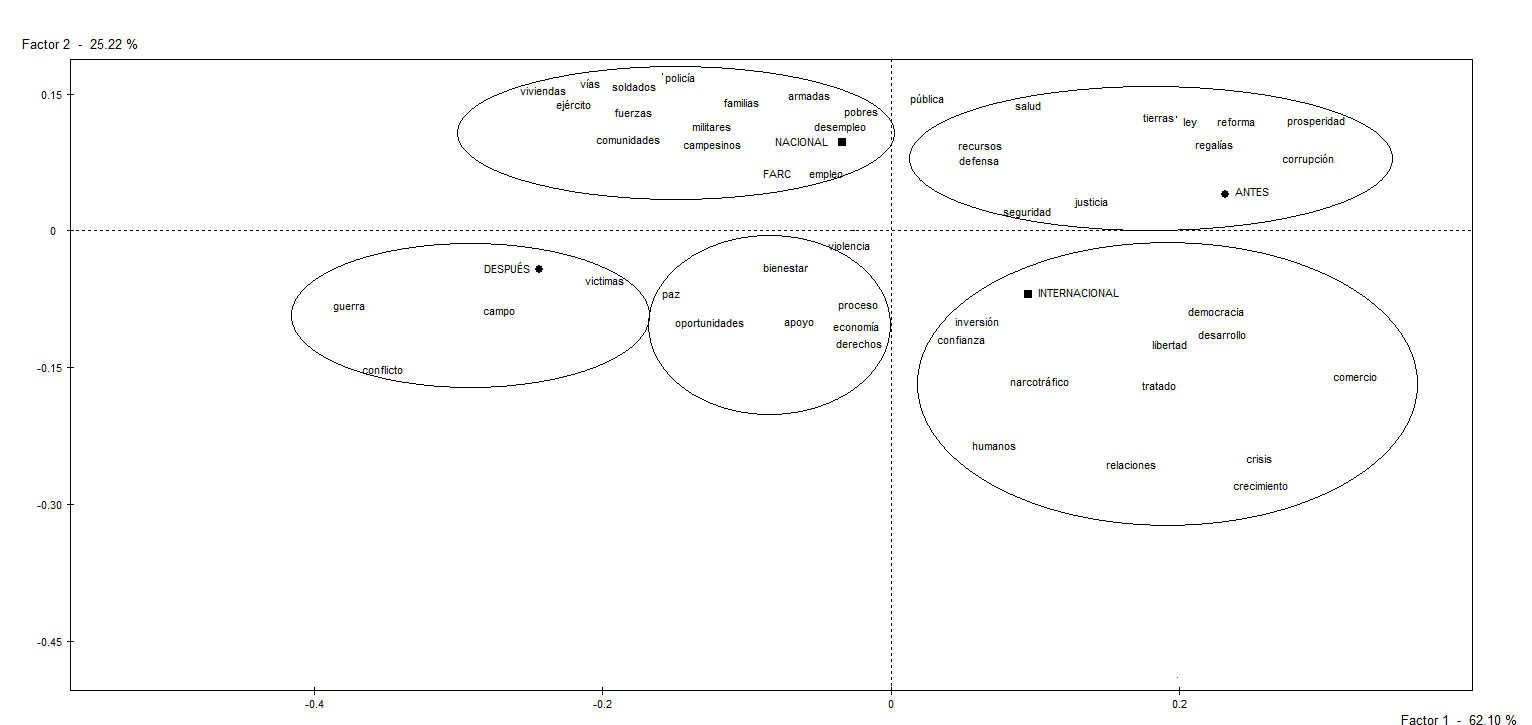 Factor 2 - 25.22 %
policía
vías
soldados
viviendas
0.15
armadas
pública
ejército
familias
salud
fuerzas
pobres
tierras
ley
reforma
prosperidad
militares
desempleo
comunidades
campesinos
NACIONAL
recursos
regalías
defensa
corrupción
FARC
empleo
ANTES
justicia
seguridad
0
violencia
DESPUÉS
bienestar
victimas
paz
INTERNACIONAL
guerra
campo
proceso
democracia
oportunidades
apoyo
economía
inversión
derechos
confianza
desarrollo
libertad
-0.15
conflicto
narcotráfico
tratado
comercio
humanos
relaciones
crisis
crecimiento
-0.30
-0.45
-0.4
-0.2
0
0.2
Factor 1 - 62.10 %